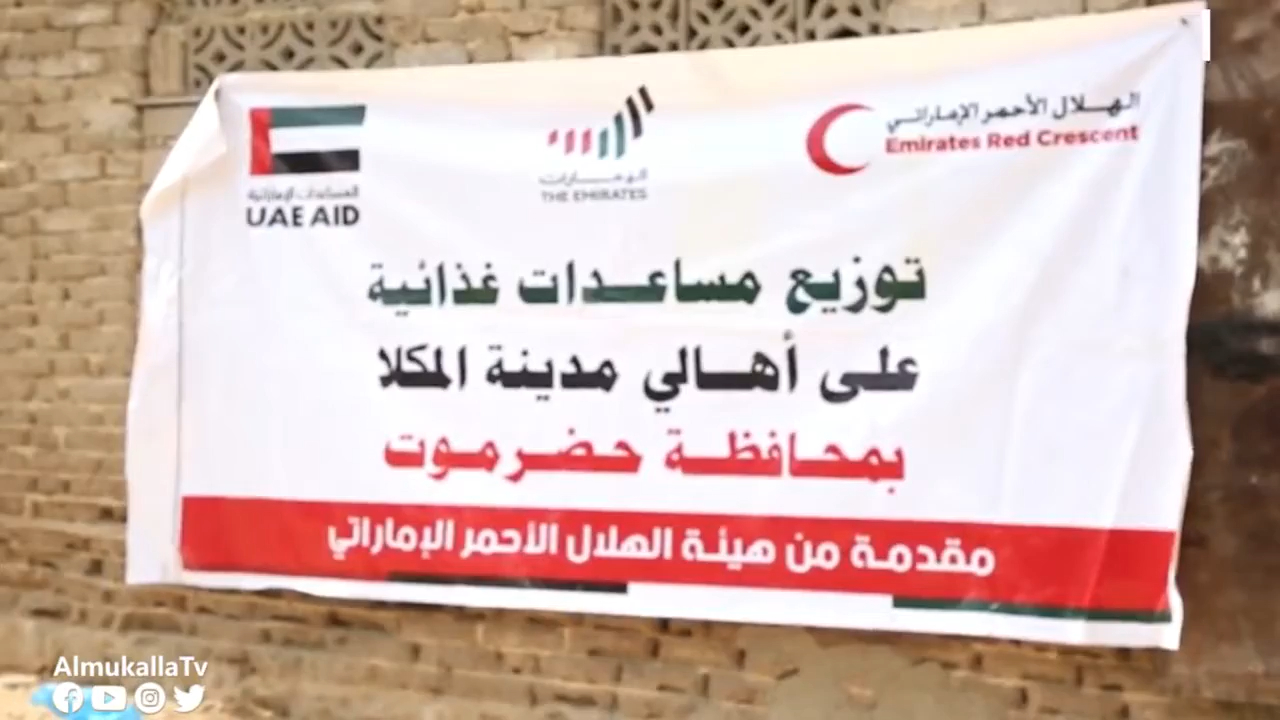 الهلال الأحمر الإماراتي
Emirates Red Crescent
الإمارات
THE EMIRATES
المساعدات الإماراتية
UAE AID
توزيع مساعدات غذائية
على أهالي مدينة المكلا
بمحافظة حضرموت
مقدمة من هيئة الهلال الأحمر الإماراتي
AlmukallaTv